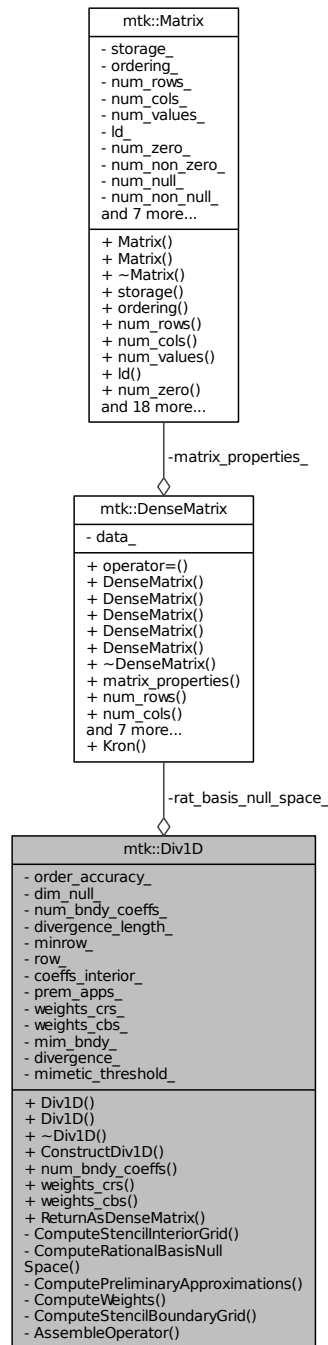 mtk::Matrix
- storage_
- ordering_
- num_rows_
- num_cols_
- num_values_
- ld_
- num_zero_
- num_non_zero_
- num_null_
- num_non_null_
and 7 more...
+ Matrix()
+ Matrix()
+ ~Matrix()
+ storage()
+ ordering()
+ num_rows()
+ num_cols()
+ num_values()
+ ld()
+ num_zero()
and 18 more...
-matrix_properties_
mtk::DenseMatrix
- data_
+ operator=()
+ DenseMatrix()
+ DenseMatrix()
+ DenseMatrix()
+ DenseMatrix()
+ DenseMatrix()
+ ~DenseMatrix()
+ matrix_properties()
+ num_rows()
+ num_cols()
and 7 more...
+ Kron()
-rat_basis_null_space_
mtk::Div1D
- order_accuracy_
- dim_null_
- num_bndy_coeffs_
- divergence_length_
- minrow_
- row_
- coeffs_interior_
- prem_apps_
- weights_crs_
- weights_cbs_
- mim_bndy_
- divergence_
- mimetic_threshold_
+ Div1D()
+ Div1D()
+ ~Div1D()
+ ConstructDiv1D()
+ num_bndy_coeffs()
+ weights_crs()
+ weights_cbs()
+ ReturnAsDenseMatrix()
- ComputeStencilInteriorGrid()
- ComputeRationalBasisNull
Space()
- ComputePreliminaryApproximations()
- ComputeWeights()
- ComputeStencilBoundaryGrid()
- AssembleOperator()